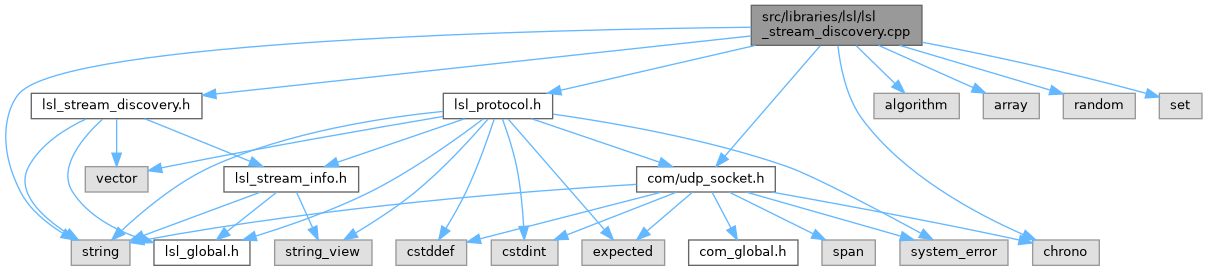 src/libraries/lsl/lsl
_stream_discovery.cpp
lsl_stream_discovery.h
lsl_protocol.h
algorithm
array
random
set
vector
lsl_stream_info.h
com/udp_socket.h
string
lsl_global.h
string_view
cstddef
cstdint
expected
com_global.h
span
system_error
chrono